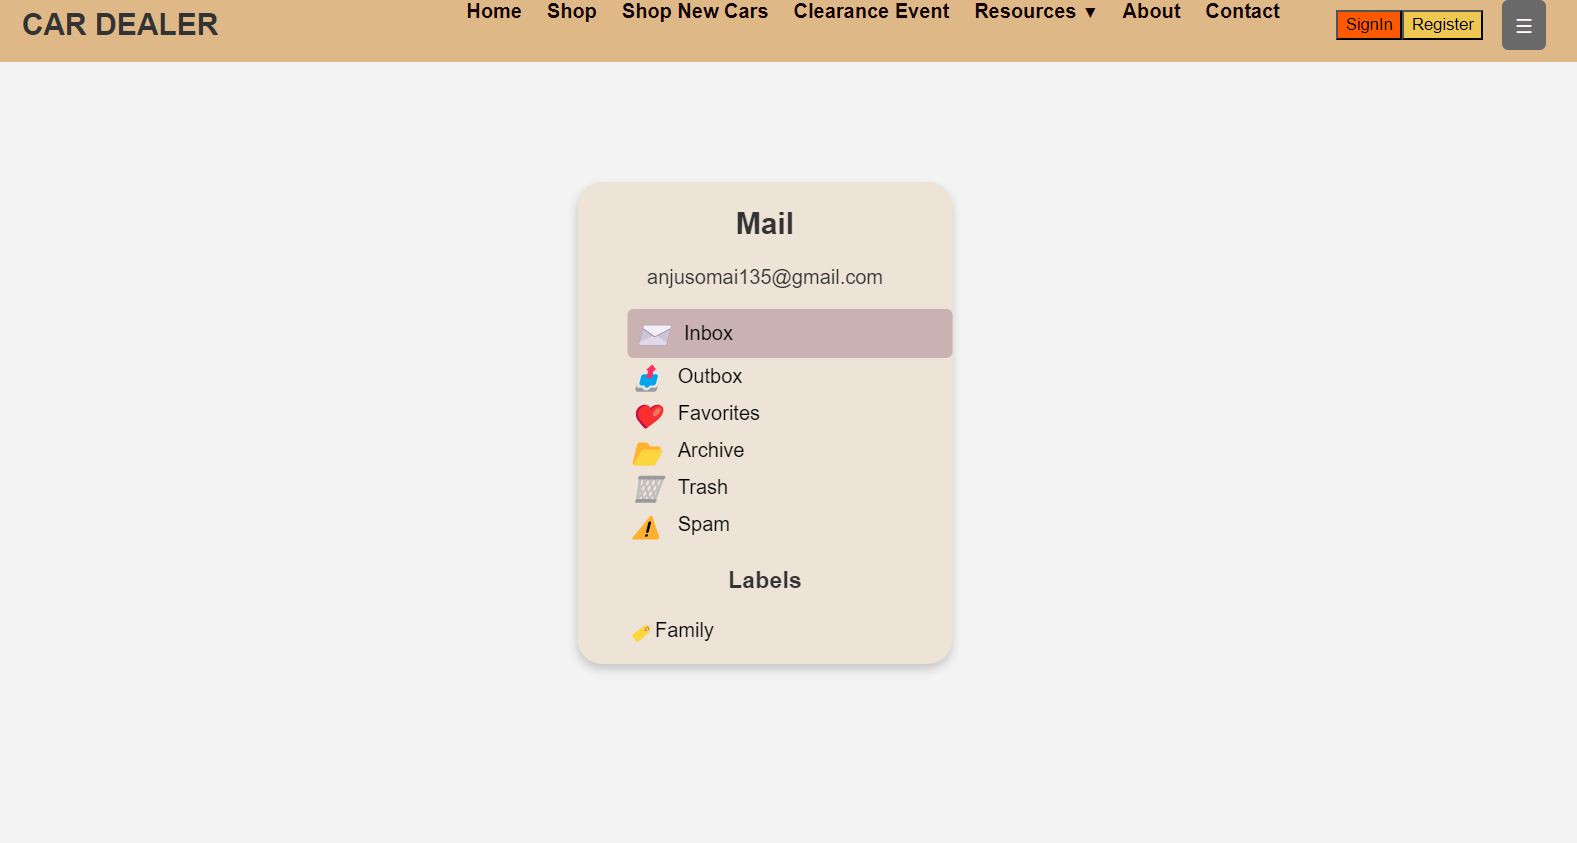 CAR DEALER
Home Shop Shop New Cars Clearance Event Resources ▼ About Contact
SignIn Register ☰
Mail
anjusomai135@gmail.com
Inbox
Outbox
Favorites
Archive
Trash
Spam
Labels
Family